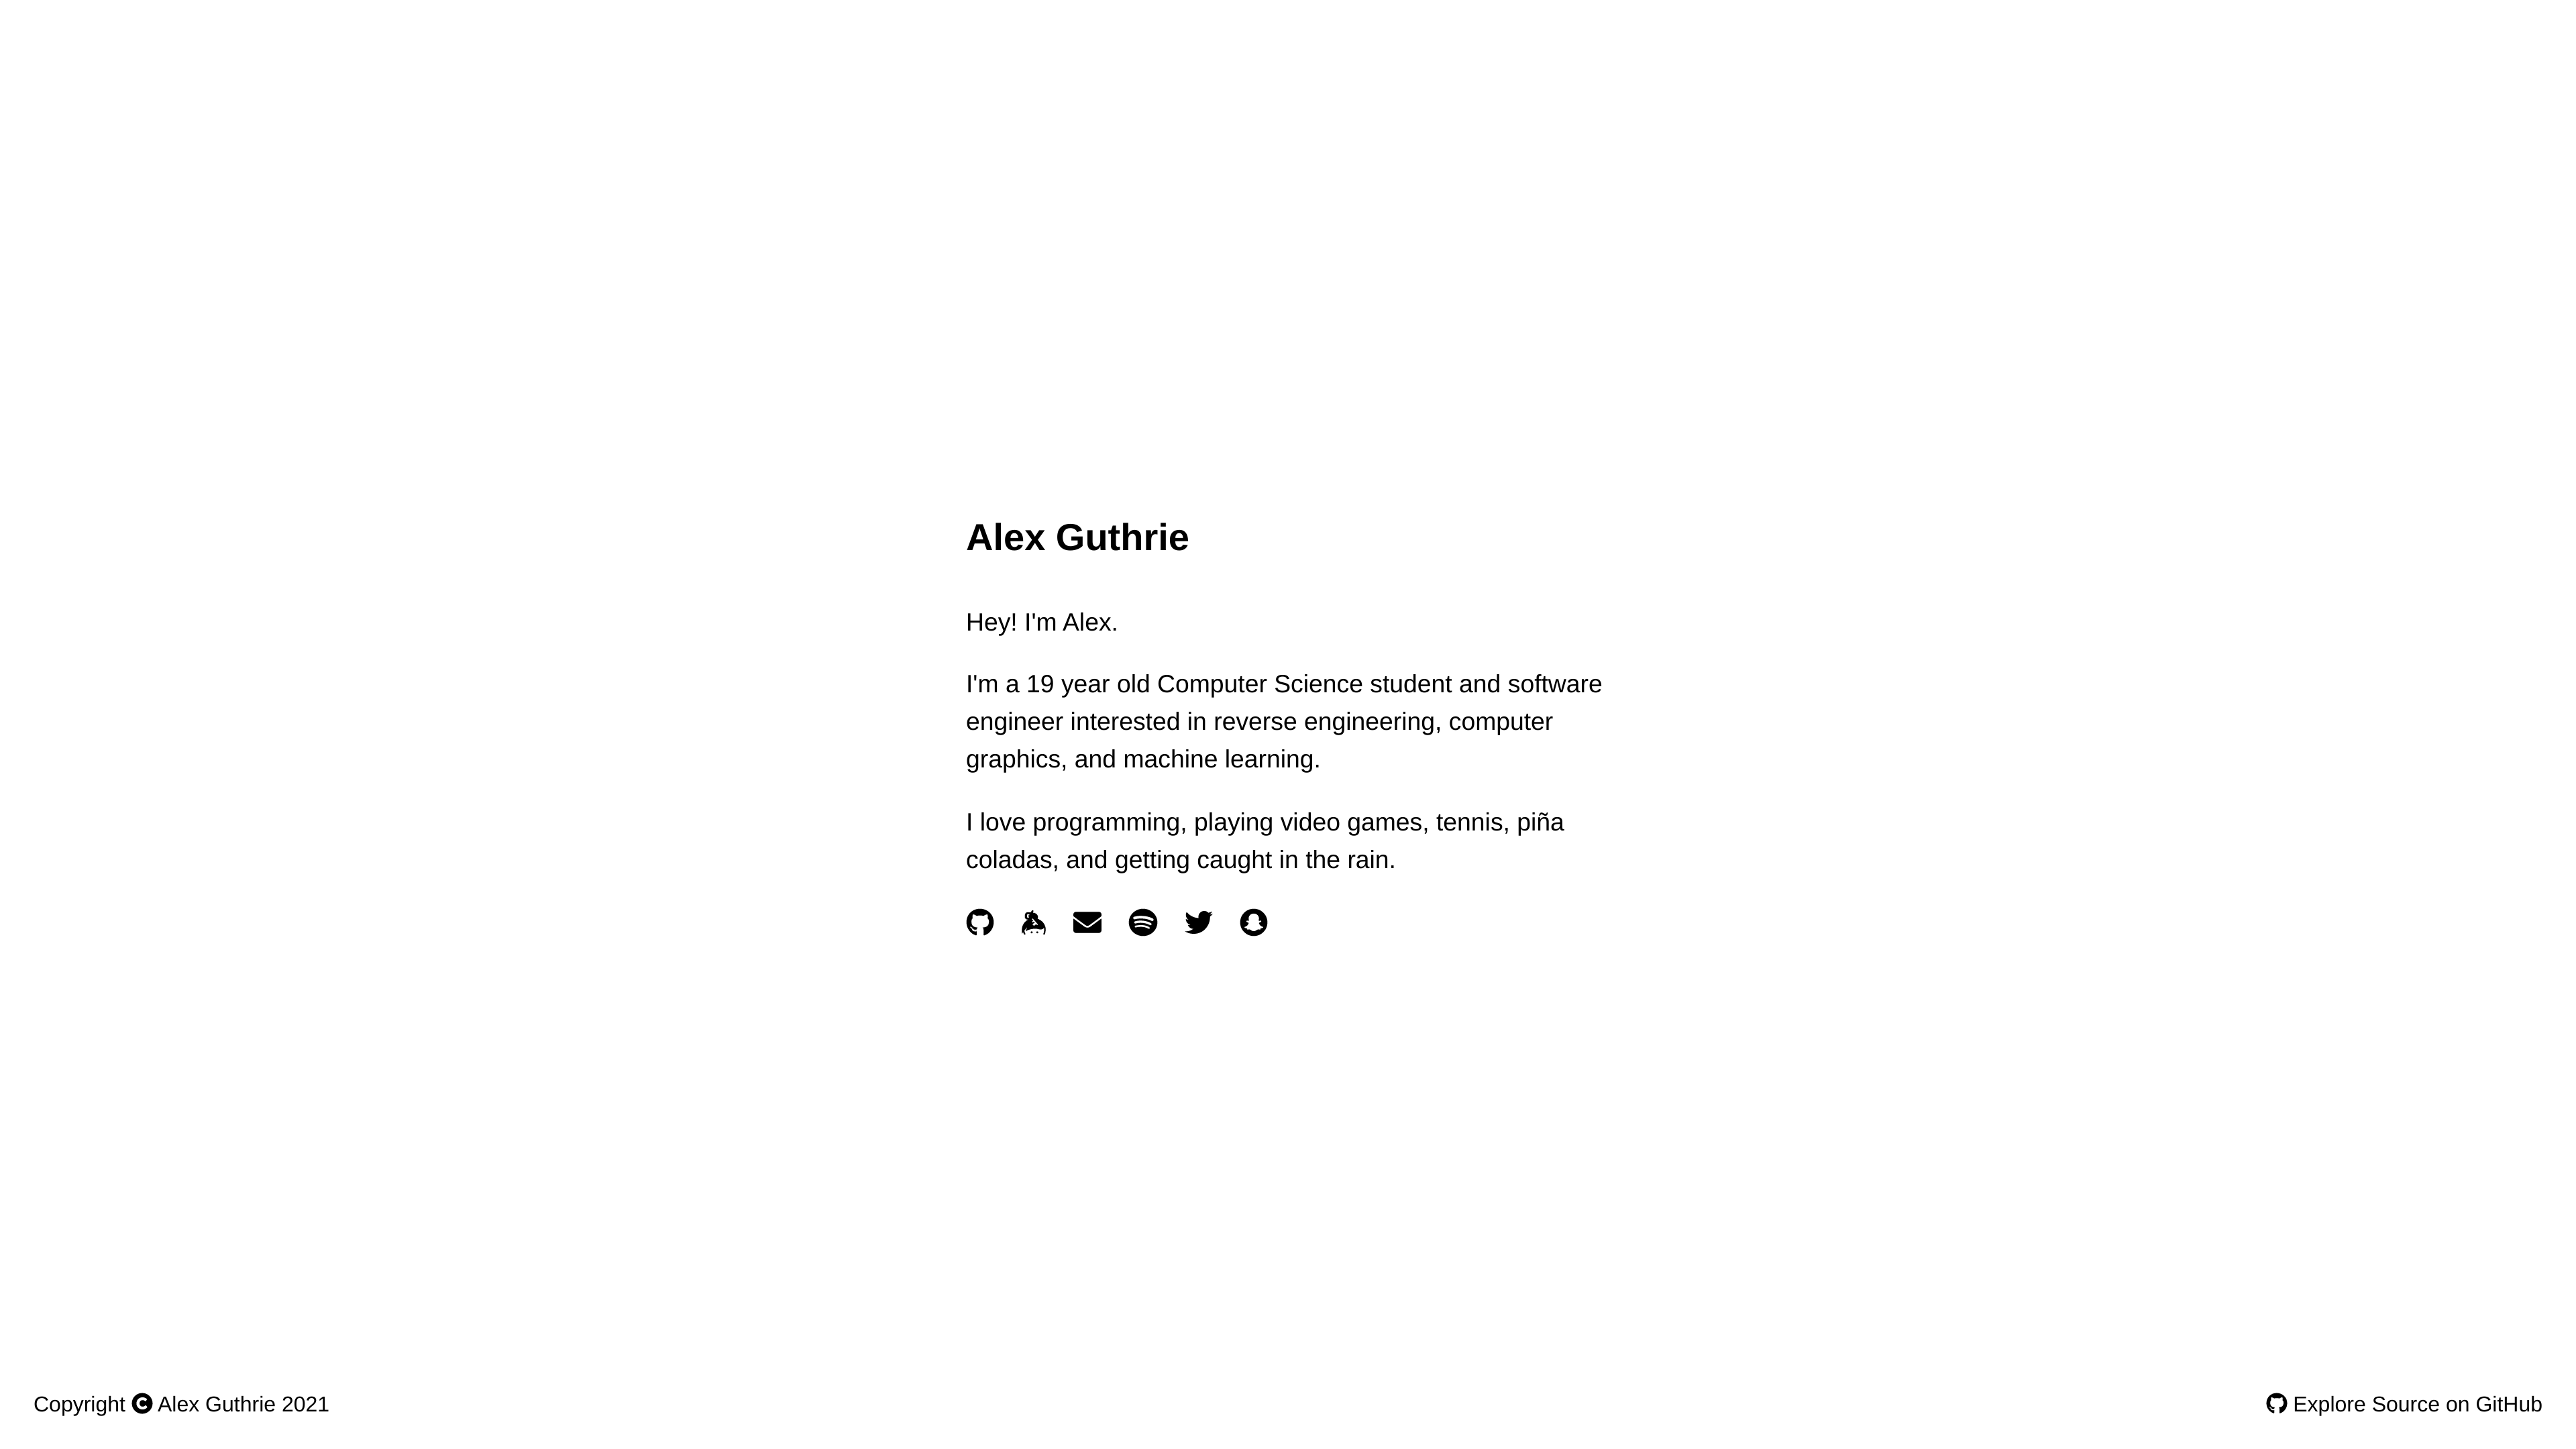 Alex Guthrie
Hey! I'm Alex.
I'm a 19 year old Computer Science student and software
engineer interested in reverse engineering, computer
graphics, and machine learning.
I love programming, playing video games, tennis, piña
coladas, and getting caught in the rain.
Copyright © Alex Guthrie 2021
Explore Source on GitHub